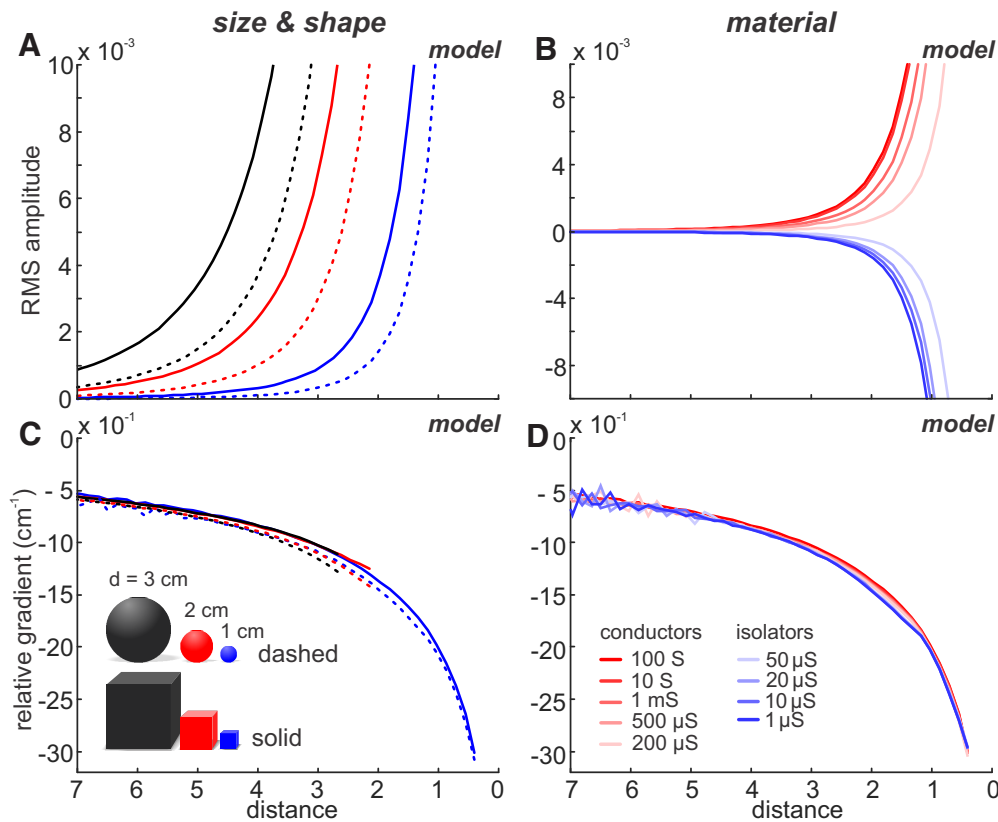 size & shape
material
A
x 10⁻³
model
10
8
6
4
2
0
RMS amplitude
B
x 10⁻³
model
8
4
0
-4
-8
C
x 10⁻¹
model
0
- 5
-10
-15
-20
-25
-30
relative gradient (cm⁻¹)
d = 3 cm
2 cm
1 cm
dashed
solid
7 6 5 4 3 2 1 0
distance
D
x 10⁻¹
model
0
-5
-10
-15
-20
-25
-30
conductors
100 S
10 S
1 mS
500 µS
200 µS
isolators
50 µS
20 µS
10 µS
1 µS
7 6 5 4 3 2 1 0
distance